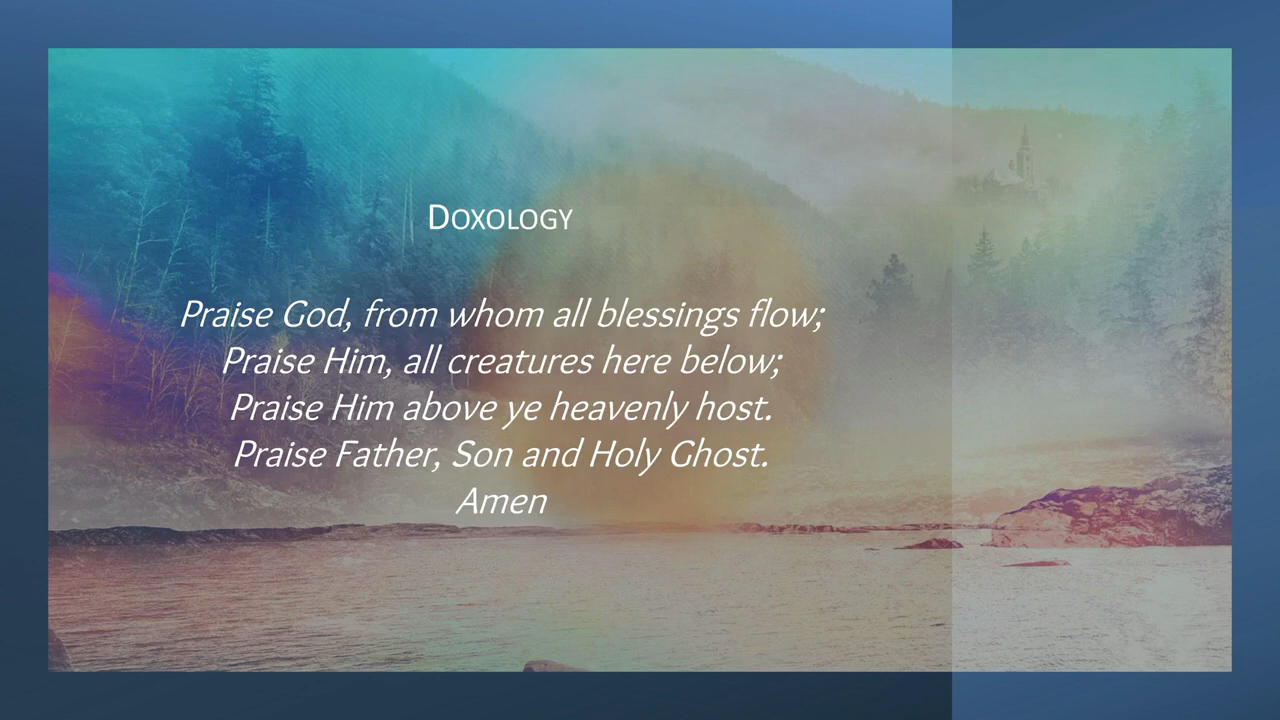 Doxology
Praise God, from whom all blessings flow;
Praise Him, all creatures here below;
Praise Him above ye heavenly host.
Praise Father, Son and Holy Ghost.
Amen